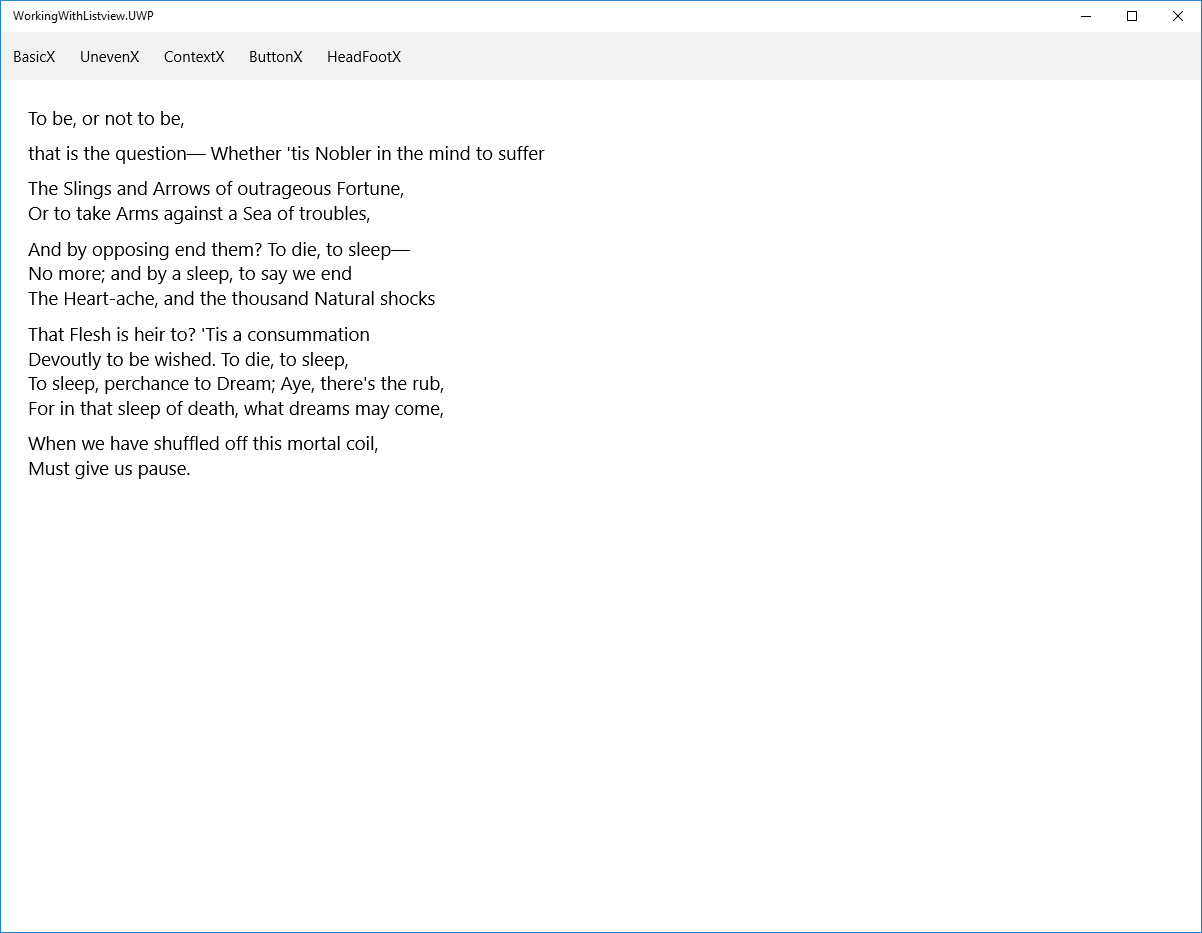 WorkingWithListview.UWP
BasicX UnevenX ContextX ButtonX HeadFootX
To be, or not to be,
that is the question— Whether 'tis Nobler in the mind to suffer
The Slings and Arrows of outrageous Fortune,
Or to take Arms against a Sea of troubles,
And by opposing end them? To die, to sleep—
No more; and by a sleep, to say we end
The Heart-ache, and the thousand Natural shocks
That Flesh is heir to? 'Tis a consummation
Devoutly to be wished. To die, to sleep,
To sleep, perchance to Dream; Aye, there's the rub,
For in that sleep of death, what dreams may come,
When we have shuffled off this mortal coil,
Must give us pause.